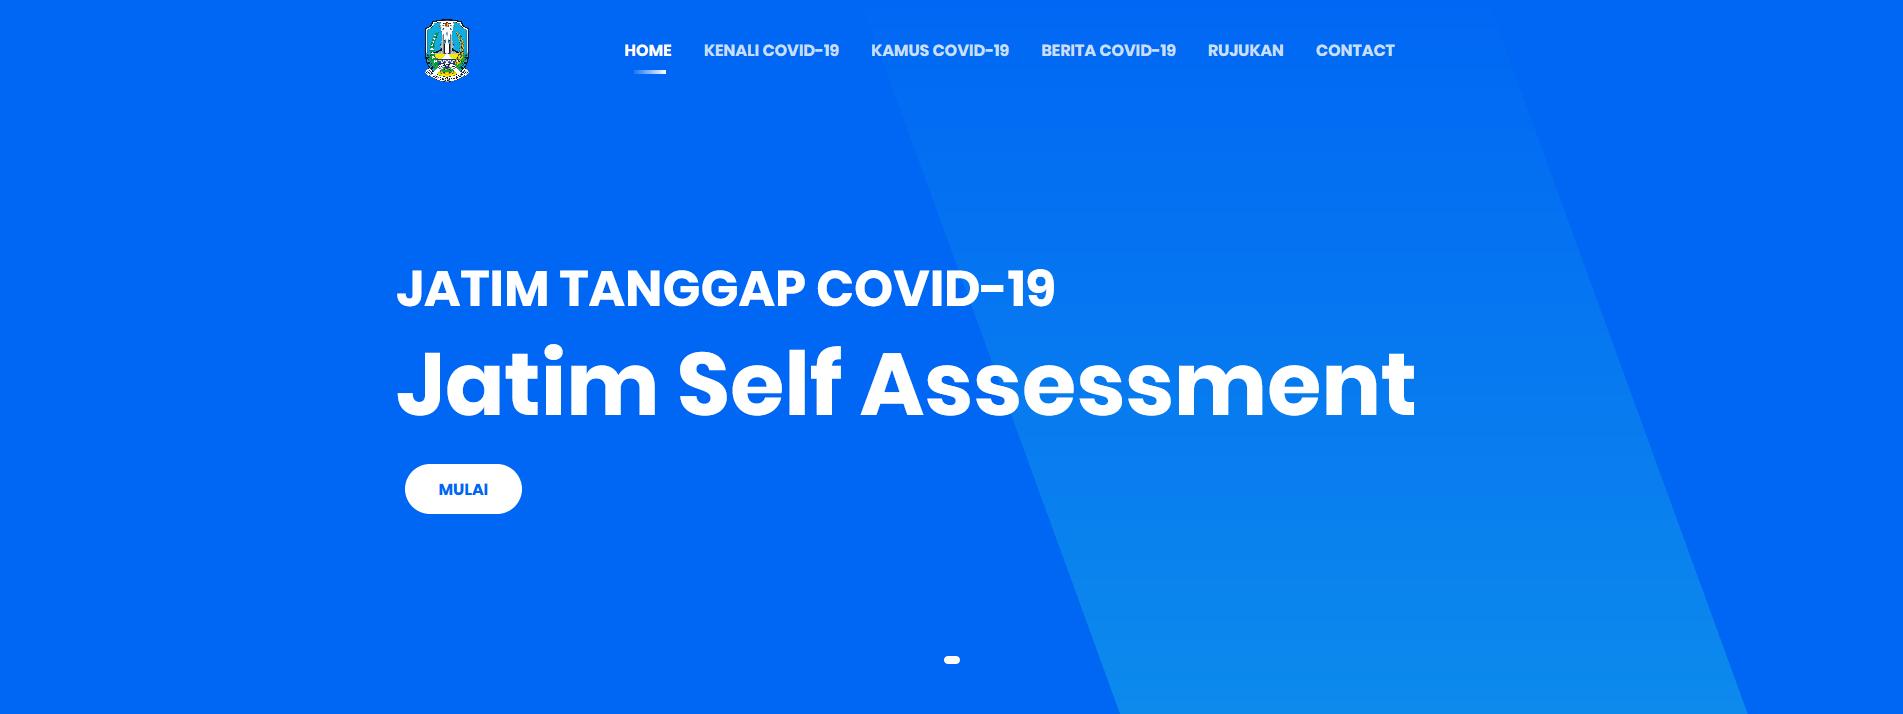 HOME KENALI COVID-19 KAMUS COVID-19 BERITA COVID-19 RUJUKAN CONTACT
JATIM TANGGAP COVID-19
Jatim Self Assessment
MULAI